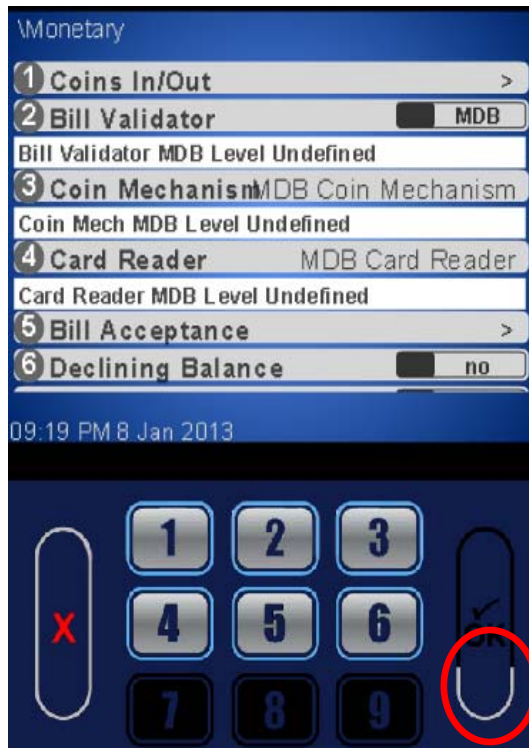 \Monetary
1 Coins In/Out >
2 Bill Validator MDB
Bill Validator MDB Level Undefined
3 Coin Mechanism MDB Coin Mechanism
Coin Mech MDB Level Undefined
4 Card Reader MDB Card Reader
Card Reader MDB Level Undefined
5 Bill Acceptance >
6 Declining Balance no
09:19 PM 8 Jan 2013
1 2 3
X 4 5 6 OK
7 8 9